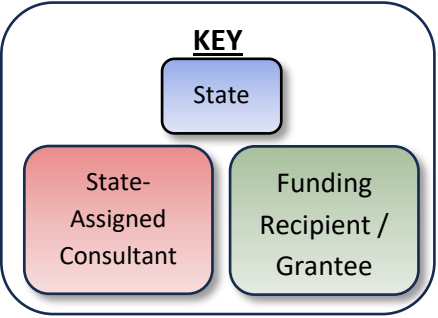 KEY
State
State-
Assigned
Consultant
Funding
Recipient /
Grantee